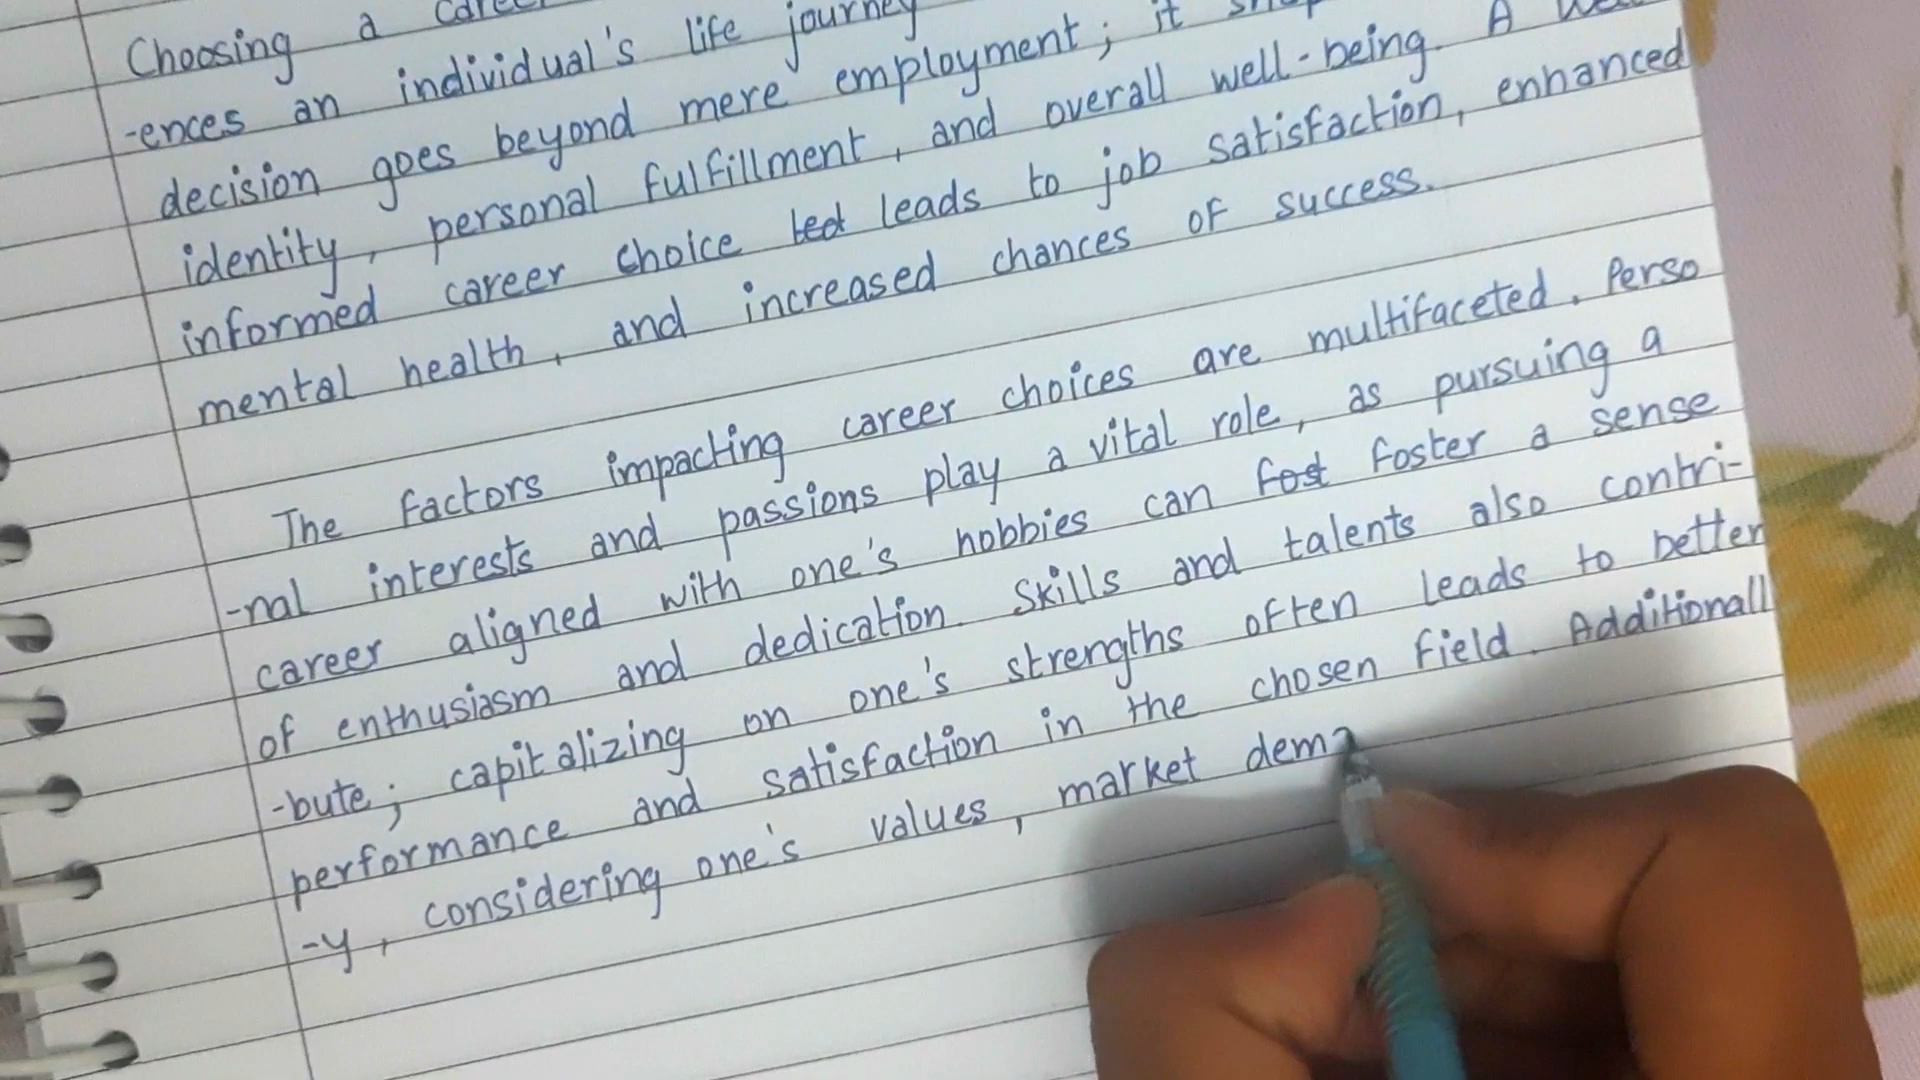 Choosing a
-ences an individual's life journey
decision goes beyond mere employment; it
identity, personal fulfillment, and overall well-being. A
informed career choice led leads to job satisfaction, enhanced
mental health, and increased chances of success.
The factors impacting career choices are multifaceted. Perso
-nal interests and passions play a vital role, as pursuing a
career aligned with one's hobbies can fost foster a sense
of enthusiasm and dedication. Skills and talents also contri-
-bute; capitalizing on one's strengths often leads to better
performance and satisfaction in the chosen field. Additionall
-y, considering one's values, market dema